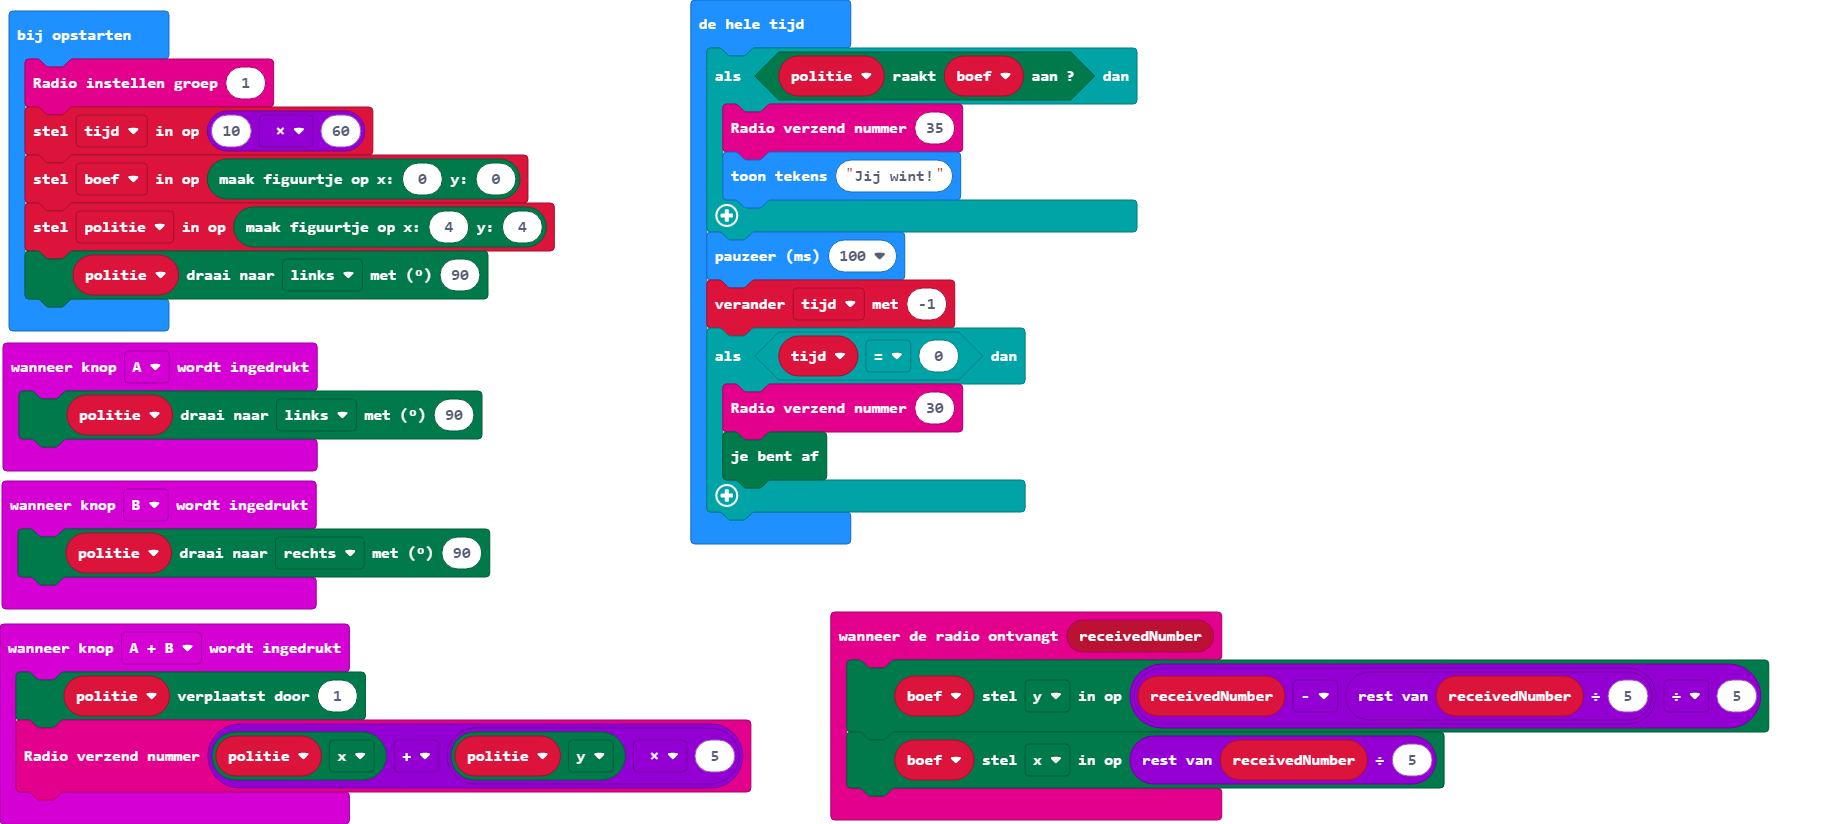 bij opstarten
Radio instellen groep 1
stel tijd in op 10 × 60
stel boef in op maak figuurtje op x: 0 y: 0
stel politie in op maak figuurtje op x: 4 y: 4
politie draai naar links met (º) 90
wanneer knop A wordt ingedrukt
politie draai naar links met (º) 90
wanneer knop B wordt ingedrukt
politie draai naar rechts met (º) 90
wanneer knop A + B wordt ingedrukt
politie verplaatst door 1
Radio verzend nummer politie x + politie y × 5
de hele tijd
als politie raakt boef aan ? dan
Radio verzend nummer 35
toon tekens "Jij wint!"
pauzeer (ms) 100
verander tijd met -1
als tijd = 0 dan
Radio verzend nummer 30
je bent af
wanneer de radio ontvangt receivedNumber
boef stel y in op receivedNumber - rest van receivedNumber ÷ 5 ÷ 5
boef stel x in op rest van receivedNumber ÷ 5